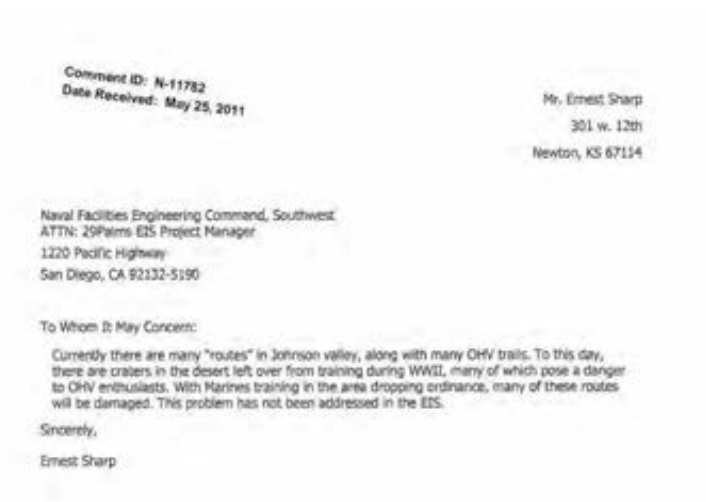 Comment ID: N-11782
Date Received: May 25, 2011
Mr. Ernest Sharp
301 w. 12th
Newton, KS 67114
Naval Facilities Engineering Command, Southwest
ATTN: 29Palms EIS Project Manager
1220 Pacific Highway
San Diego, CA 92132-5190
To Whom It May Concern:
Currently there are many "routes" in Johnson valley, along with many OHV trails. To this day,
there are craters in the desert left over from training during WWII, many of which pose a danger
to OHV enthusiasts. With Marines training in the area dropping ordinance, many of these routes
will be damaged. This problem has not been addressed in the EIS.
Sincerely,
Ernest Sharp